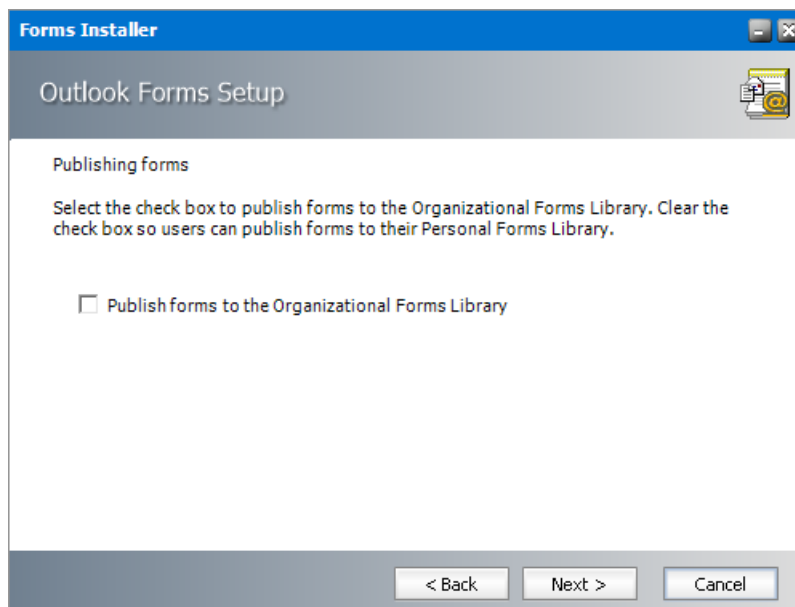 Forms Installer
Outlook Forms Setup
Publishing forms
Select the check box to publish forms to the Organizational Forms Library. Clear the
check box so users can publish forms to their Personal Forms Library.
Publish forms to the Organizational Forms Library
< Back Next > Cancel